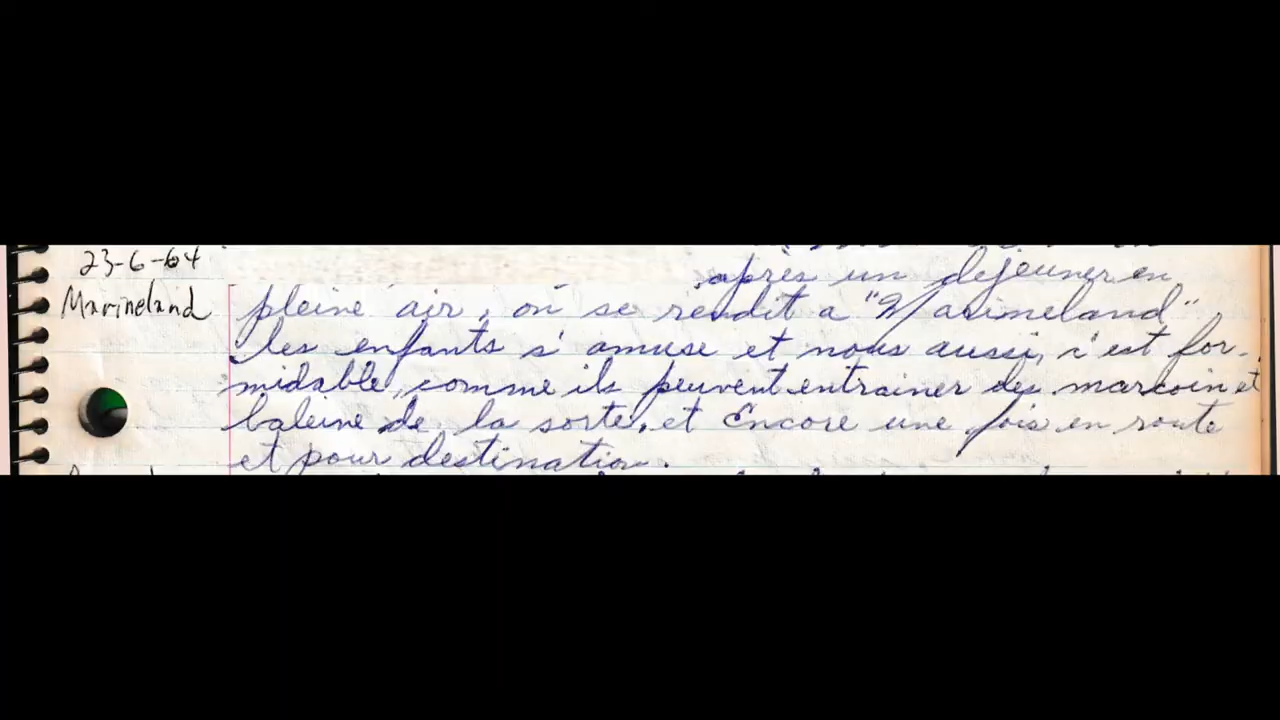 23-6-64
après un dejeuner en
Marineland pleine air, on se rendit a "Marineland"
les enfants s'amuse et nous aussi, c'est for-
midable, comme ils peuvent entrainer des marcoin et
baleine de la sorte, et Encore une fois en route
et pour destination.